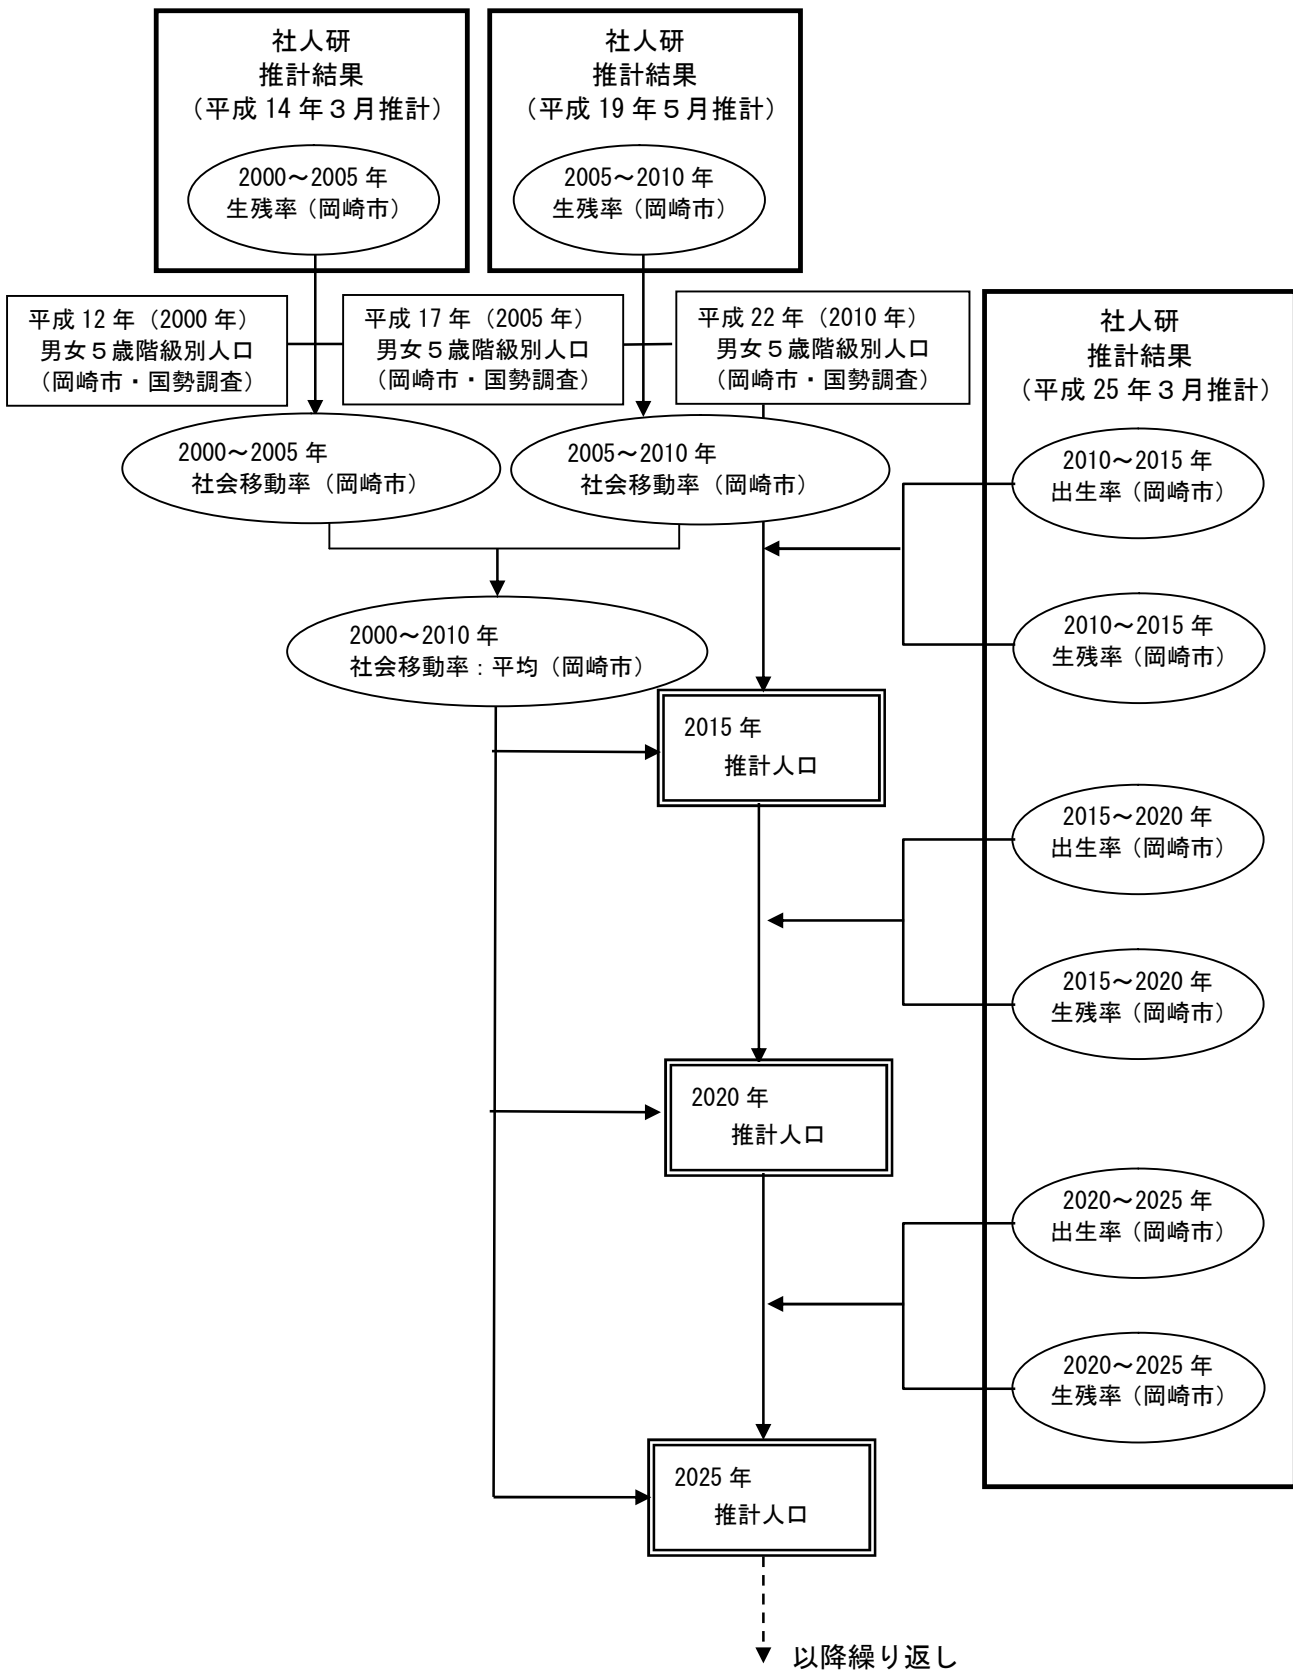 社人研
推計結果
（平成 14 年３月推計）
2000～2005 年
生残率（岡崎市）
社人研
推計結果
（平成 19 年５月推計）
2005～2010 年
生残率（岡崎市）
平成 12 年（2000 年）
男女５歳階級別人口
（岡崎市・国勢調査）
平成 17 年（2005 年）
男女５歳階級別人口
（岡崎市・国勢調査）
平成 22 年（2010 年）
男女５歳階級別人口
（岡崎市・国勢調査）
2000～2005 年
社会移動率（岡崎市）
2005～2010 年
社会移動率（岡崎市）
2000～2010 年
社会移動率：平均（岡崎市）
社人研
推計結果
（平成 25 年３月推計）
2010～2015 年
出生率（岡崎市）
2010～2015 年
生残率（岡崎市）
2015 年
推計人口
2015～2020 年
出生率（岡崎市）
2015～2020 年
生残率（岡崎市）
2020 年
推計人口
2020～2025 年
出生率（岡崎市）
2020～2025 年
生残率（岡崎市）
2025 年
推計人口
以降繰り返し